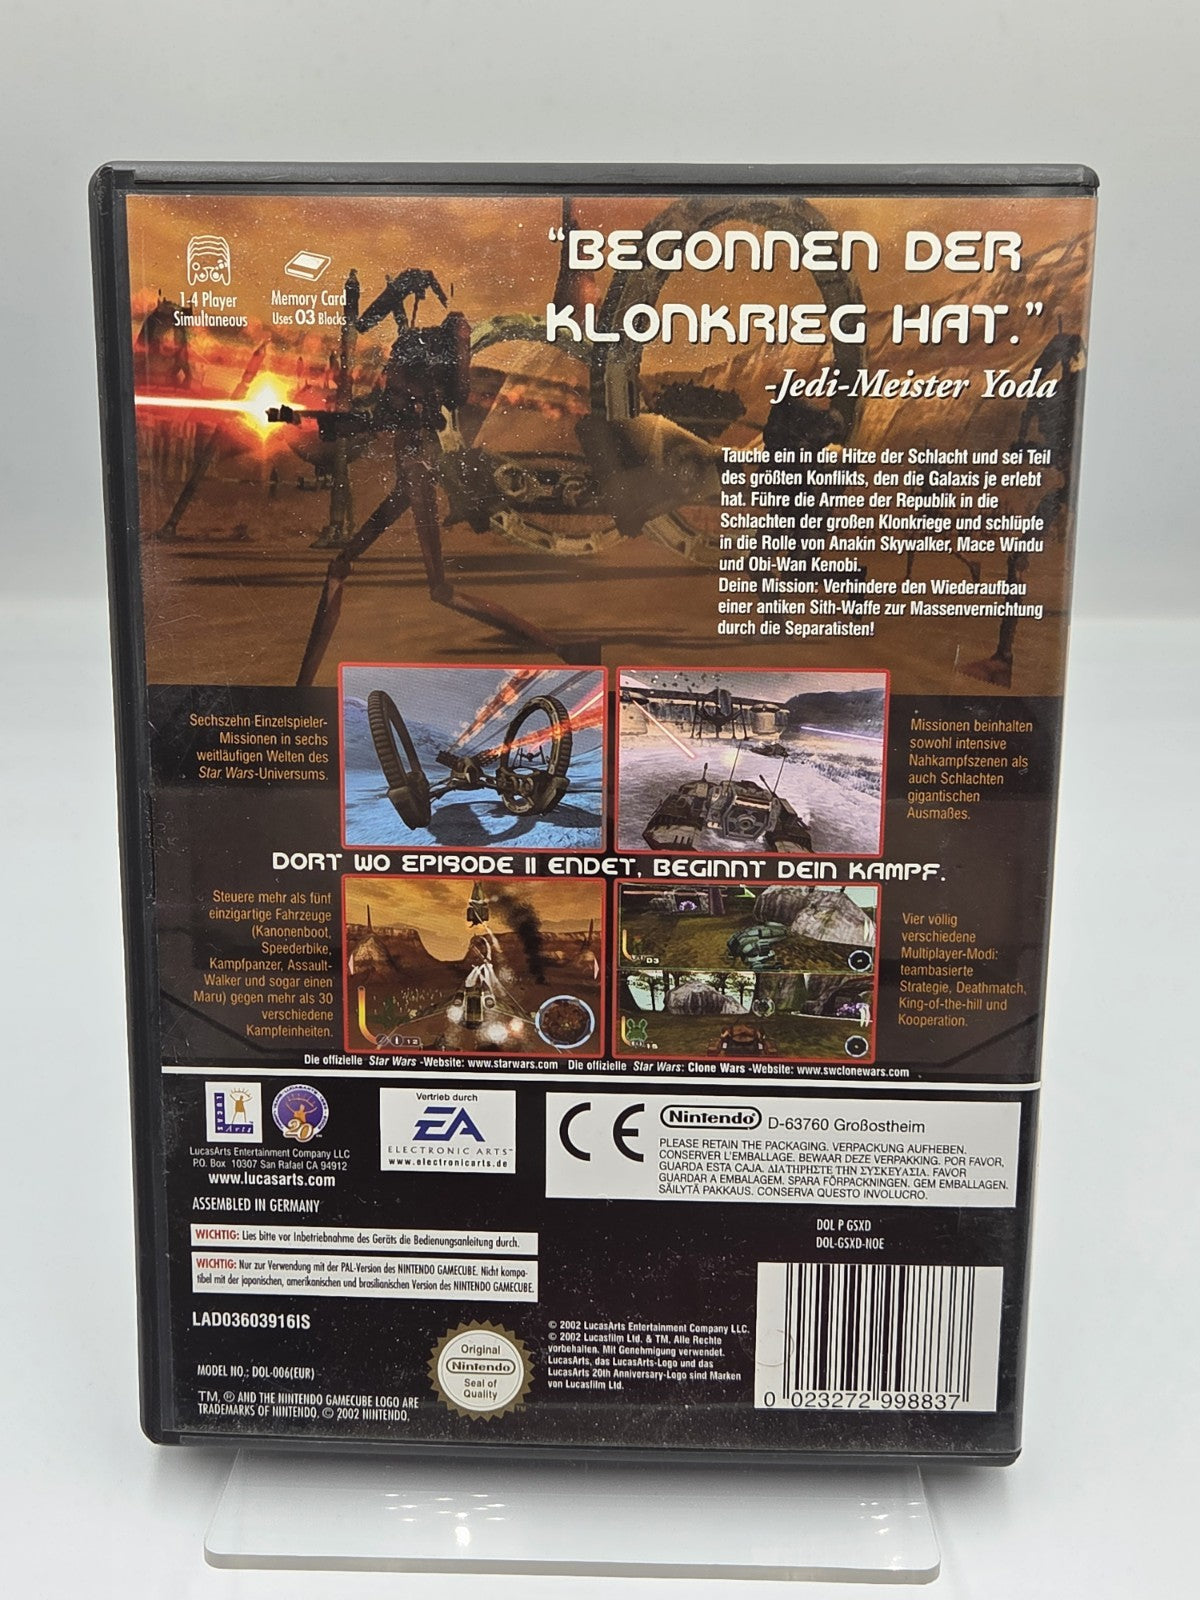 1-4 Player
Simultaneous
Memory Card
Uses 03 Blocks
"BEGONNEN DER
KLONKRIEG HAT."
-Jedi-Meister Yoda
Tauche ein in die Hitze der Schlacht und sei Teil
des größten Konflikts, den die Galaxis je erlebt
hat. Führe die Armee der Republik in die
Schlachten der großen Klonkriege und schlüpfe
in die Rolle von Anakin Skywalker, Mace Windu
und Obi-Wan Kenobi.
Deine Mission: Verhindere den Wiederaufbau
einer antiken Sith-Waffe zur Massenvernichtung
durch die Separatisten!
Sechszehn Einzelspieler-
Missionen in sechs
weitläufigen Welten des
Star Wars-Universums.
Missionen beinhalten
sowohl intensive
Nahkampfszenen als
auch Schlachten
gigantischen
Ausmaßes.
DORT WO EPISODE II ENDET, BEGINNT DEIN KAMPF.
Steuere mehr als fünf
einzigartige Fahrzeuge
(Kanonenboot,
Speederbike,
Kampfpanzer, Assault-
Walker und sogar einen
Maru) gegen mehr als 30
verschiedene
Kampfeinheiten.
12
D3
15
Vier völlig
verschiedene
Multiplayer-Modi:
teambasierte
Strategie, Deathmatch,
King-of-the-hill und
Kooperation.
Die offizielle Star Wars -Website: www.starwars.com Die offizielle Star Wars: Clone Wars -Website: www.swclonewars.com
LUCAS
Arts
20
LucasArts Entertainment Company LLC
P.O. Box 10307 San Rafael CA 94912
www.lucasarts.com
Vertrieb durch
EA
ELECTRONIC ARTS™
www.electronicarts.de
CE
Nintendo® D-63760 Großostheim
PLEASE RETAIN THE PACKAGING. VERPACKUNG AUFHEBEN.
CONSERVER L'EMBALLAGE. BEWAAR DEZE VERPAKKING. POR FAVOR,
GUARDA ESTA CAJA. ΔΙΑΤΗΡΗΣΤΕ ΤΗΝ ΣΥΣΚΕΥΑΣΙΑ. FAVOR
GUARDAR A EMBALAGEM. SPARA FÖRPACKNINGEN. GEM EMBALLAGEN.
SÄILYTÄ PAKKAUS. CONSERVA QUESTO INVOLUCRO.
ASSEMBLED IN GERMANY
WICHTIG: Lies bitte vor Inbetriebnahme des Geräts die Bedienungsanleitung durch.
WICHTIG: Nur zur Verwendung mit der PAL-Version des NINTENDO GAMECUBE. Nicht kompa-
tibel mit der japanischen, amerikanischen und brasilianischen Version des NINTENDO GAMECUBE.
DOL P GSXD
DOL-GSXD-NOE
LAD03603916IS
MODEL NO.: DOL-006(EUR)
TM, ® AND THE NINTENDO GAMECUBE LOGO ARE
TRADEMARKS OF NINTENDO. © 2002 NINTENDO.
Original
Nintendo
Seal of
Quality
TM
© 2002 LucasArts Entertainment Company LLC.
© 2002 Lucasfilm Ltd. & TM. Alle Rechte
vorbehalten. Mit Genehmigung verwendet.
LucasArts, das LucasArts-Logo und das
LucasArts 20th Anniversary-Logo sind Marken
von Lucasfilm Ltd.
0 023272 998837